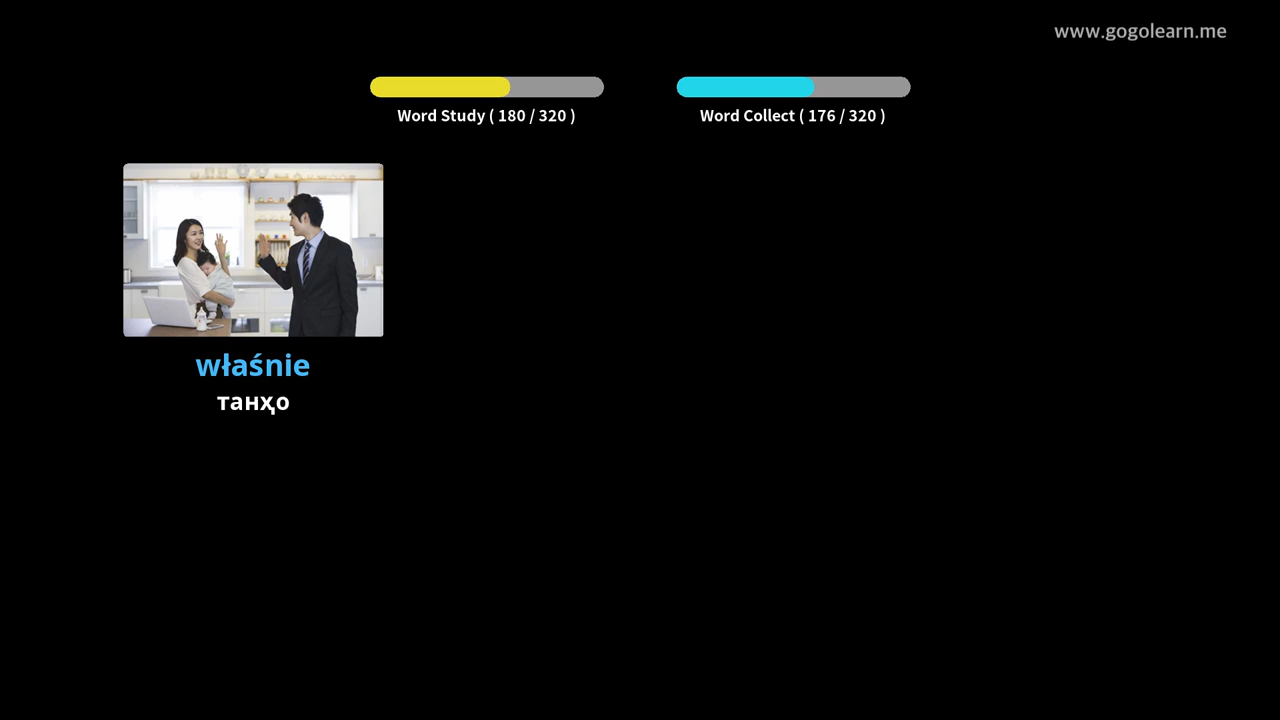 www.gogolearn.me
Word Study ( 180 / 320 )
Word Collect ( 176 / 320 )
właśnie
танҳо